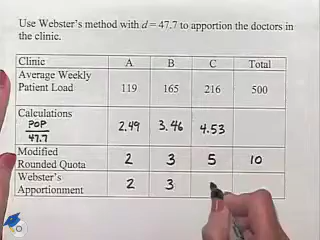 Use Webster's method with d = 47.7 to apportion the doctors in
the clinic.
Clinic A B C Total
Average Weekly
Patient Load 119 165 216 500
Calculations
POP
47.7 2.49 3.46 4.53
Modified
Rounded Quota 2 3 5 10
Webster's
Apportionment 2 3